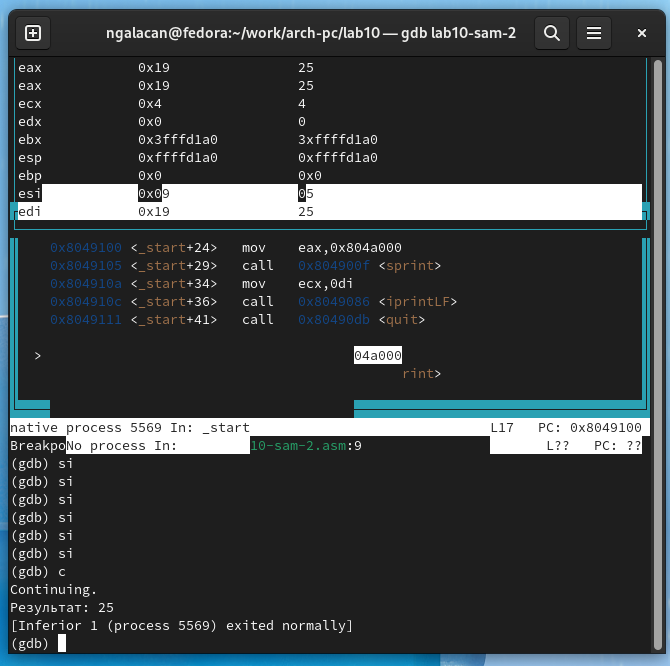 ngalacan@fedora:~/work/arch-pc/lab10 — gdb lab10-sam-2
eax 0x19 25
eax 0x19 25
ecx 0x4 4
edx 0x0 0
ebx 0x3fffd1a0 3xffffd1a0
esp 0xffffd1a0 0xffffd1a0
ebp 0x0 0x0
esi 0x09 05
edi 0x19 25
0x8049100 <_start+24> mov eax,0x804a000
0x8049105 <_start+29> call 0x804900f <sprint>
0x804910a <_start+34> mov ecx,0di
0x804910c <_start+36> call 0x8049086 <iprintLF>
0x8049111 <_start+41> call 0x80490db <quit>
> 04a000
rint>
native process 5569 In: _start L17 PC: 0x8049100
BreakpoNo process In: 10-sam-2.asm:9 L?? PC: ??
(gdb) si
(gdb) si
(gdb) si
(gdb) si
(gdb) si
(gdb) si
(gdb) c
Continuing.
Результат: 25
[Inferior 1 (process 5569) exited normally]
(gdb)